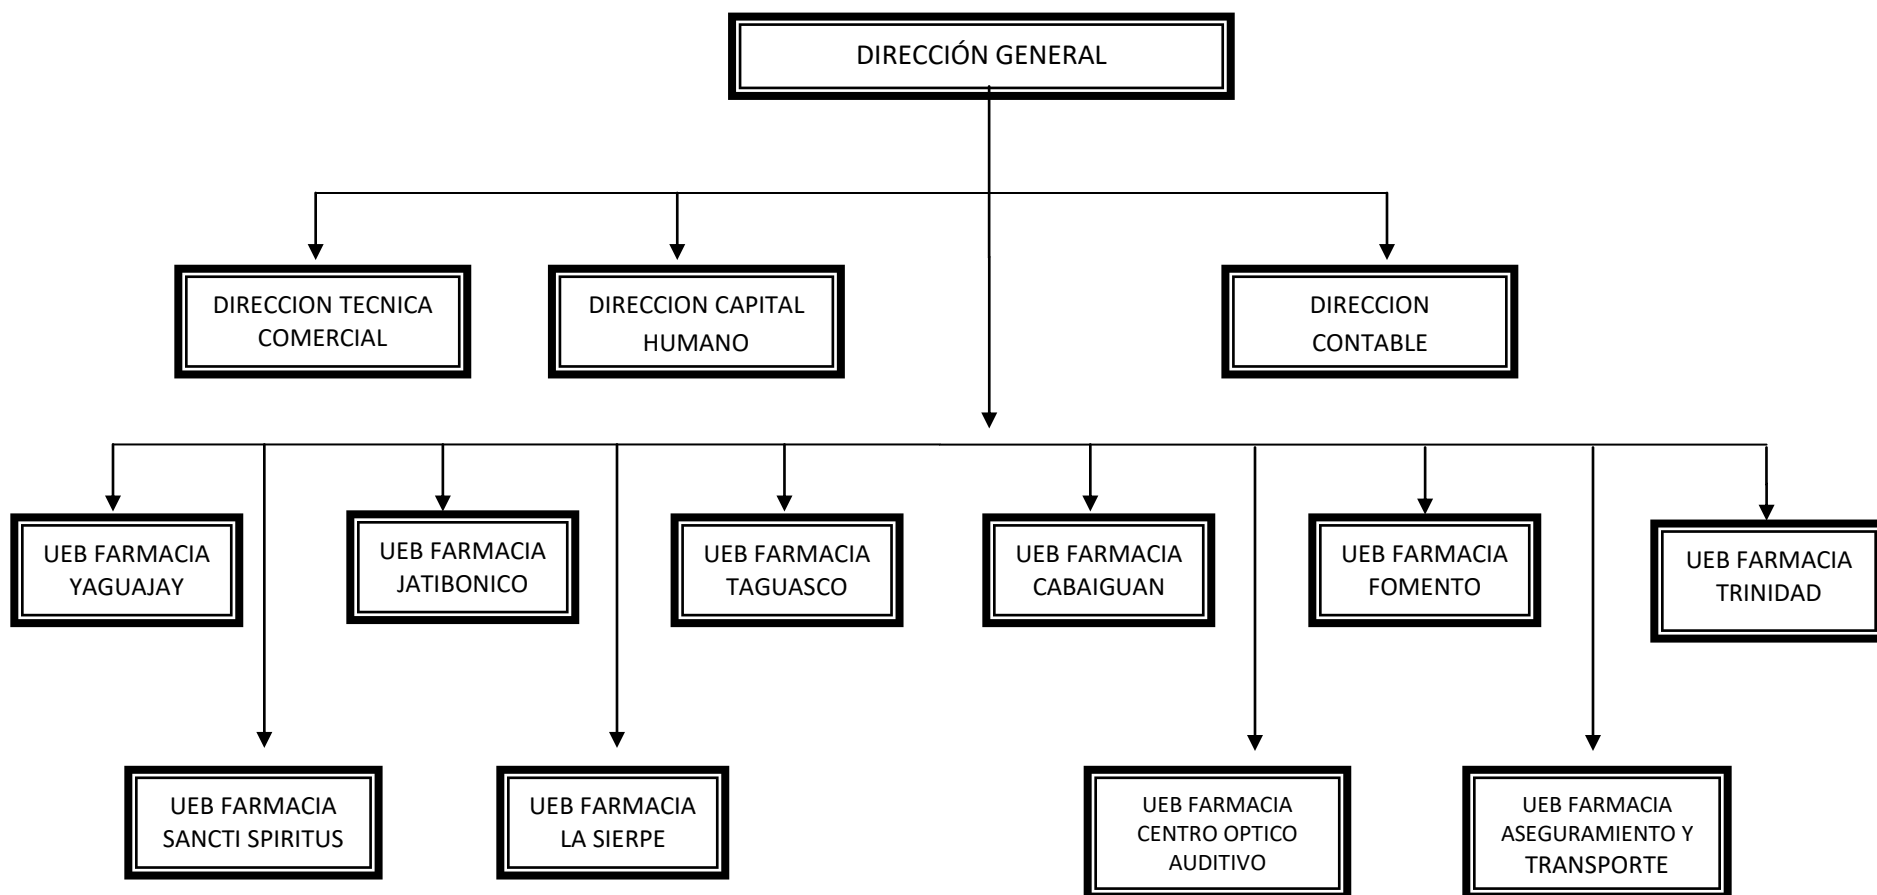 DIRECCIÓN GENERAL
DIRECCION TECNICA
COMERCIAL
DIRECCION CAPITAL
HUMANO
DIRECCION
CONTABLE
UEB FARMACIA
YAGUAJAY
UEB FARMACIA
JATIBONICO
UEB FARMACIA
TAGUASCO
UEB FARMACIA
CABAIGUAN
UEB FARMACIA
FOMENTO
UEB FARMACIA
TRINIDAD
UEB FARMACIA
SANCTI SPIRITUS
UEB FARMACIA
LA SIERPE
UEB FARMACIA
CENTRO OPTICO
AUDITIVO
UEB FARMACIA
ASEGURAMIENTO Y
TRANSPORTE